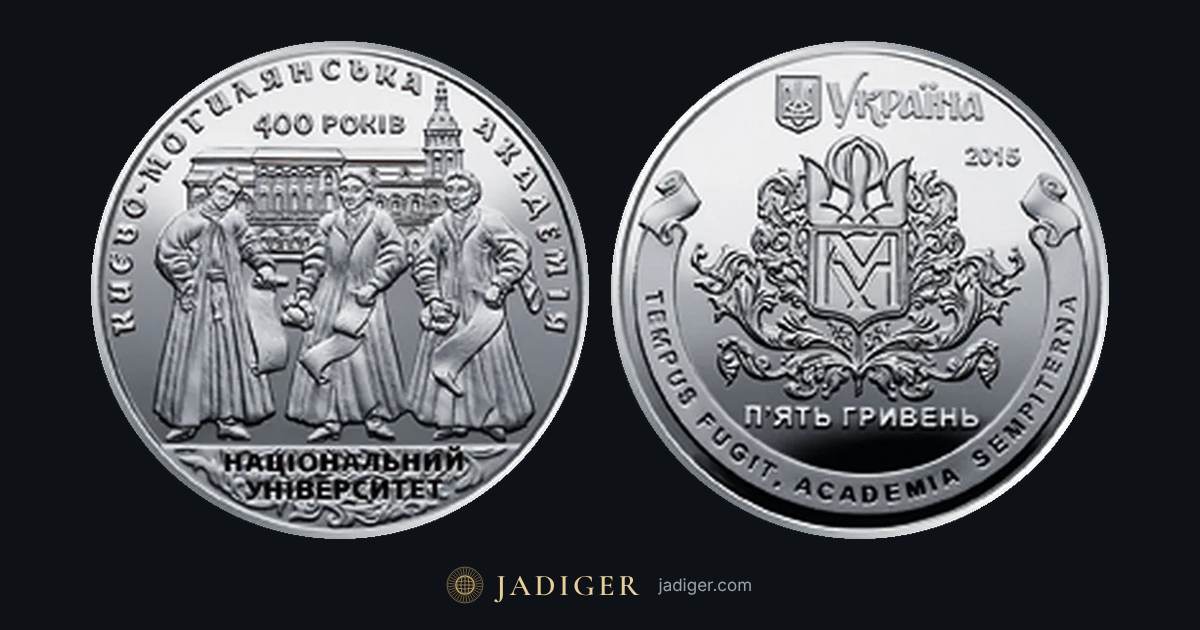 КИЄВО-МОГИЛЯНСЬКА АКАДЕМІЯ
400 РОКІВ
НАЦІОНАЛЬНИЙ
УНІВЕРСИТЕТ
Україна
2015
П'ЯТЬ ГРИВЕНЬ
TEMPUS FUGIT, ACADEMIA SEMPITERNA
JADIGER
jadiger.com